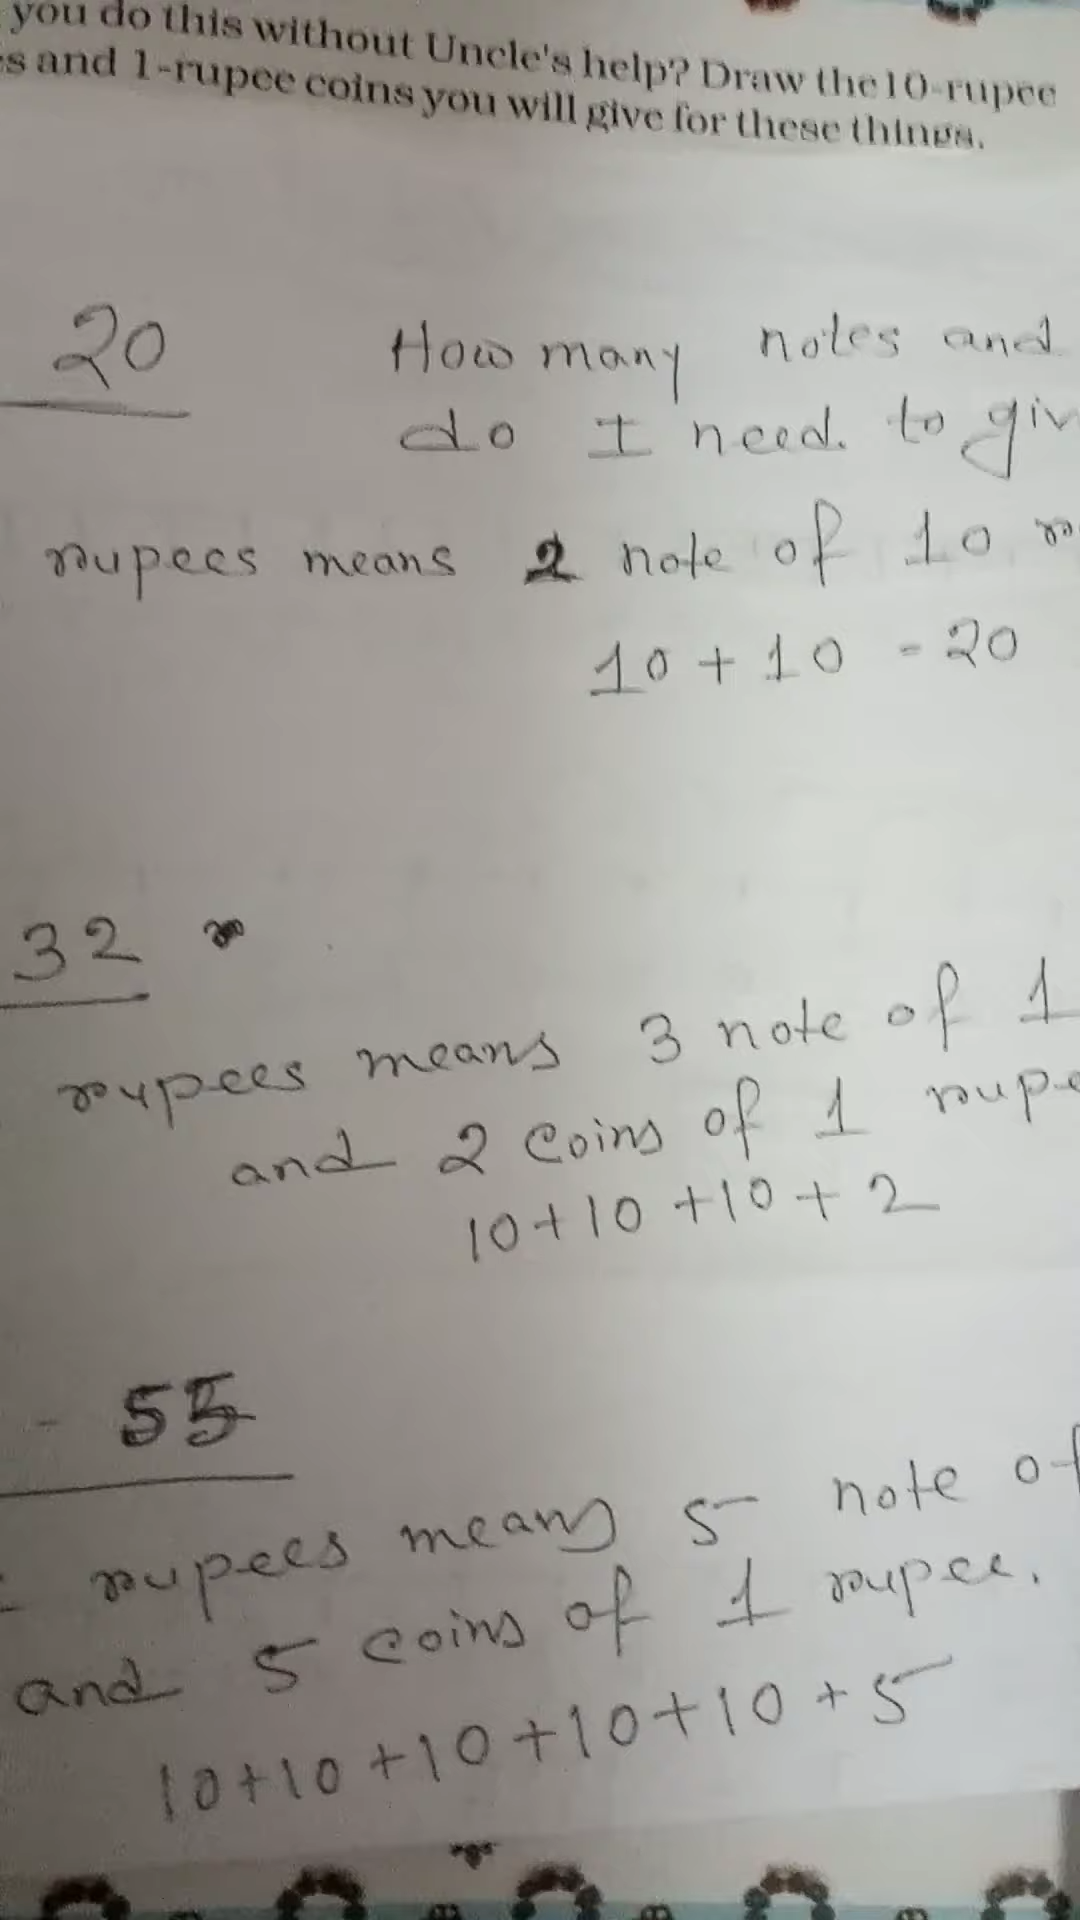 you do this without Uncle's help? Draw the 10-rupee
s and 1-rupee coins you will give for these things.
20
How many notes and
do I need. to giv
rupees means 2 note of 10 ru
10 + 10 - 20
32
rupees means 3 note of 1
and 2 coins of 1 rupe
10+10 +10 + 2
- 55
rupees means 5 note of
and 5 coins of 1 rupee.
10+10 +10 +10+10 +5